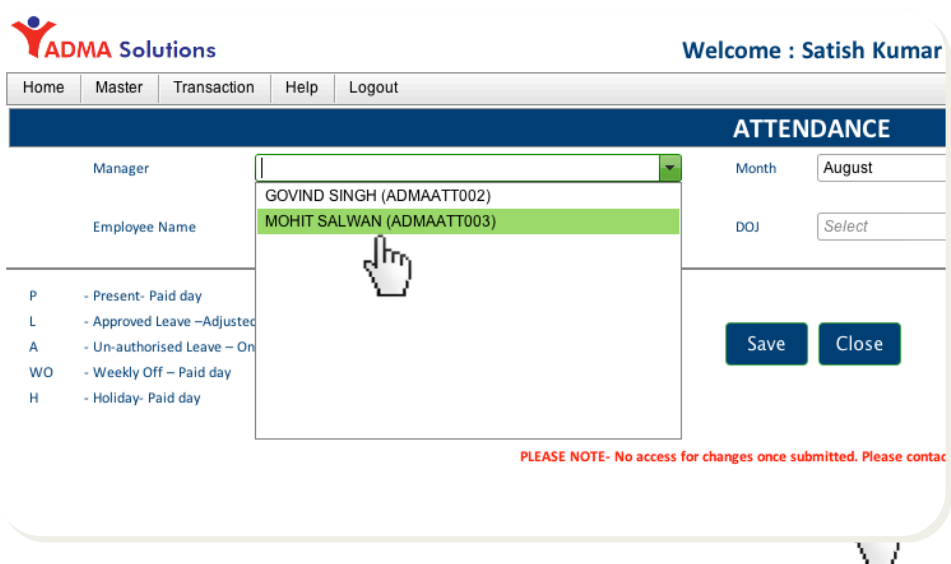 ADMA Solutions
Welcome : Satish Kumar
Home Master Transaction Help Logout
ATTENDANCE
Manager Month August
GOVIND SINGH (ADMAATT002)
MOHIT SALWAN (ADMAATT003)
Employee Name DOJ Select
P - Present- Paid day
L - Approved Leave –Adjusted
A - Un-authorised Leave – On
Save Close
WO - Weekly Off – Paid day
H - Holiday- Paid day
PLEASE NOTE- No access for changes once submitted. Please contac